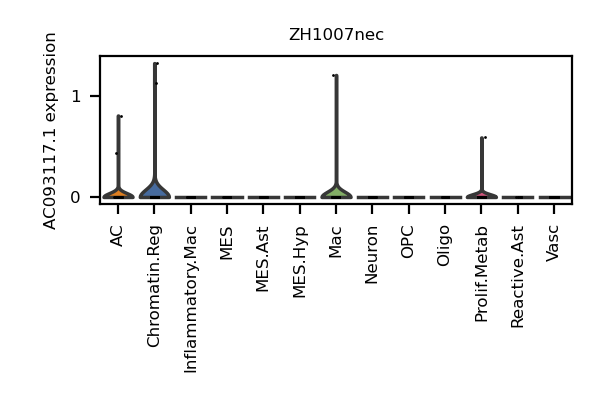 ZH1007nec
AC093117.1 expression
1
0
AC
Chromatin.Reg
Inflammatory.Mac
MES
MES.Ast
MES.Hyp
Mac
Neuron
OPC
Oligo
Prolif.Metab
Reactive.Ast
Vasc